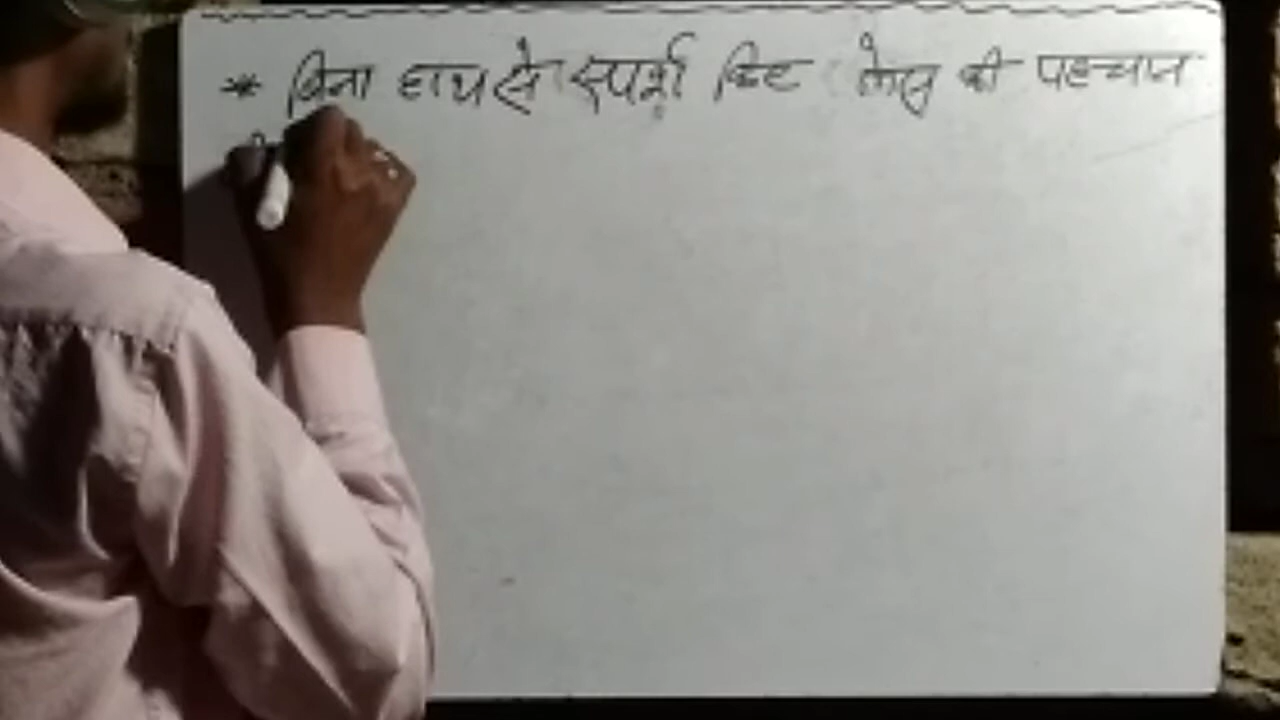 * बिना हाथ से स्पर्श किए लेंस की पहचान